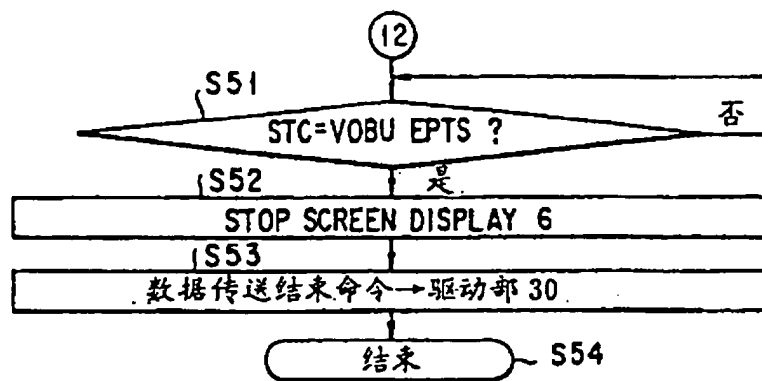 12
S51
STC=VOBU EPTS ?
否
是
S52
STOP SCREEN DISPLAY 6
S53
数据传送结束命令→驱动部 30
结束
S54